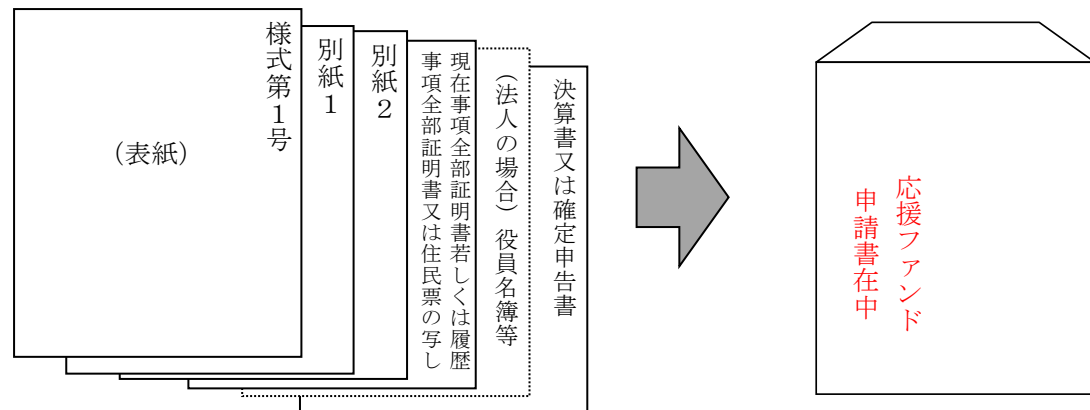 様式第１号
（表紙）
別紙１
別紙２
現在事項全部証明書若しくは履歴
事項全部証明書又は住民票の写し
（法人の場合）役員名簿等
決算書又は確定申告書
応援ファンド
申請書在中